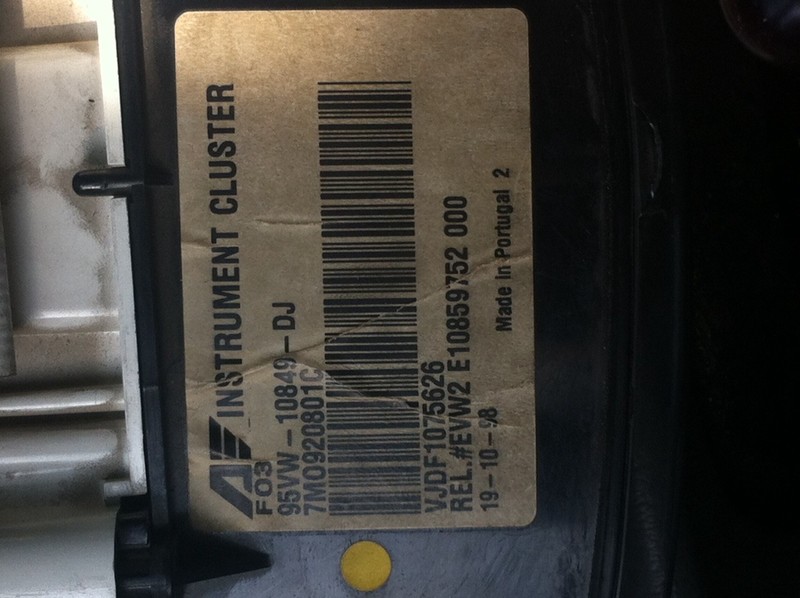 AF INSTRUMENT CLUSTER
F03
95VW-10849-DJ
7M0920801C
VJDF1075626
REL.#EVW2 E10859752 000
19-10-98 Made In Portugal 2